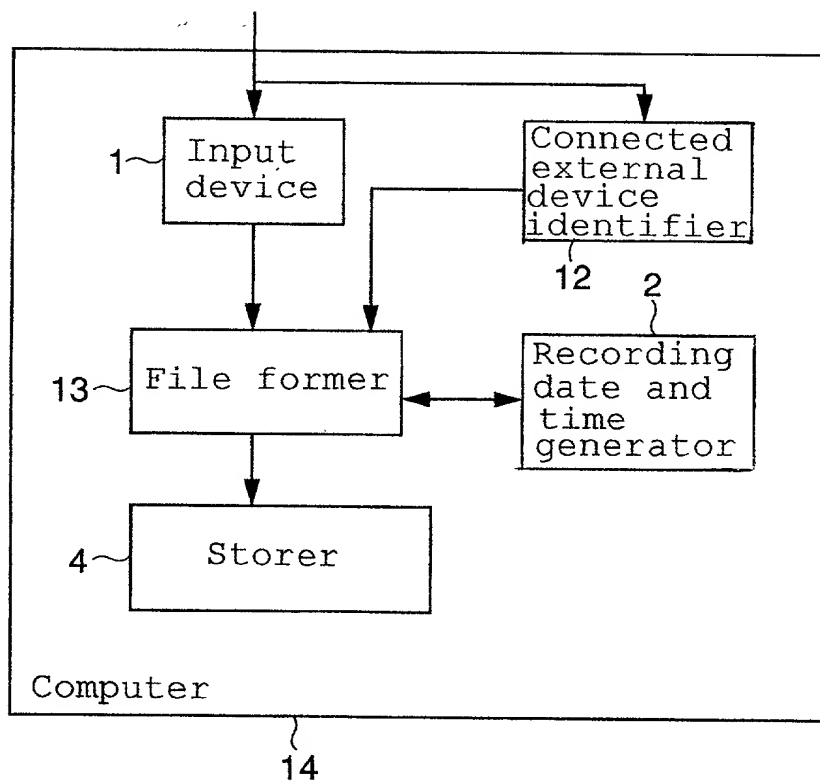 1
Input
device
Connected
external
device
identifier
12
2
13
File former
Recording
date and
time
generator
4
Storer
Computer
14